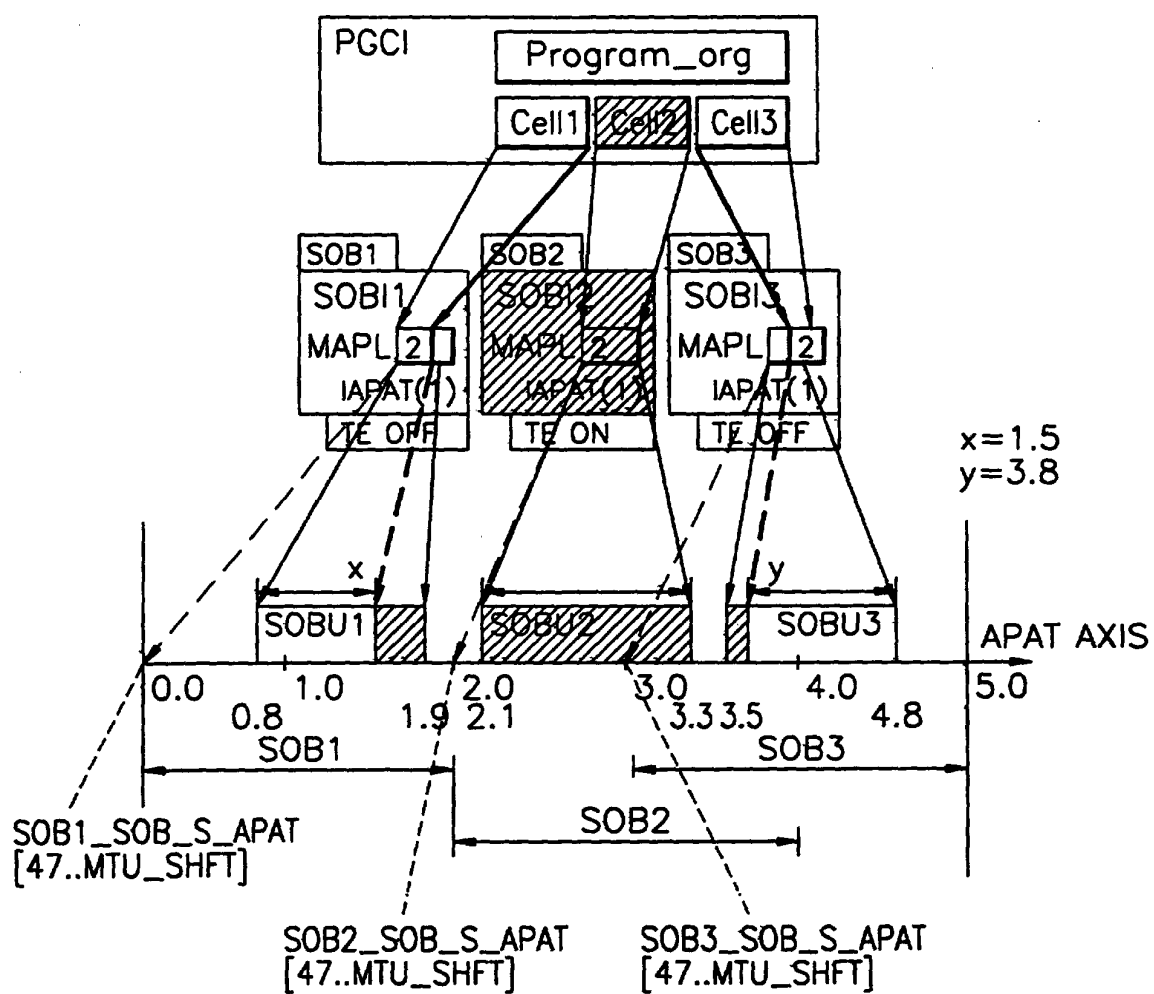 PGCI
Program_org
Cell1 Cell2 Cell3
SOB1 SOB2 SOB3
SOBI1 SOBI2 SOBI3
MAPL 2 MAPL 2 MAPL 2
IAPAT(1) IAPAT(1) IAPAT(1)
TE OFF TE ON TE OFF
x=1.5
y=3.8
x y
SOBU1 SOBU2 SOBU3
APAT AXIS
0.0 1.0 2.0 3.0 4.0 5.0
0.8 1.9 2.1 3.3 3.5 4.8
SOB1 SOB3
SOB2
SOB1_SOB_S_APAT
[47..MTU_SHFT]
SOB2_SOB_S_APAT SOB3_SOB_S_APAT
[47..MTU_SHFT] [47..MTU_SHFT]